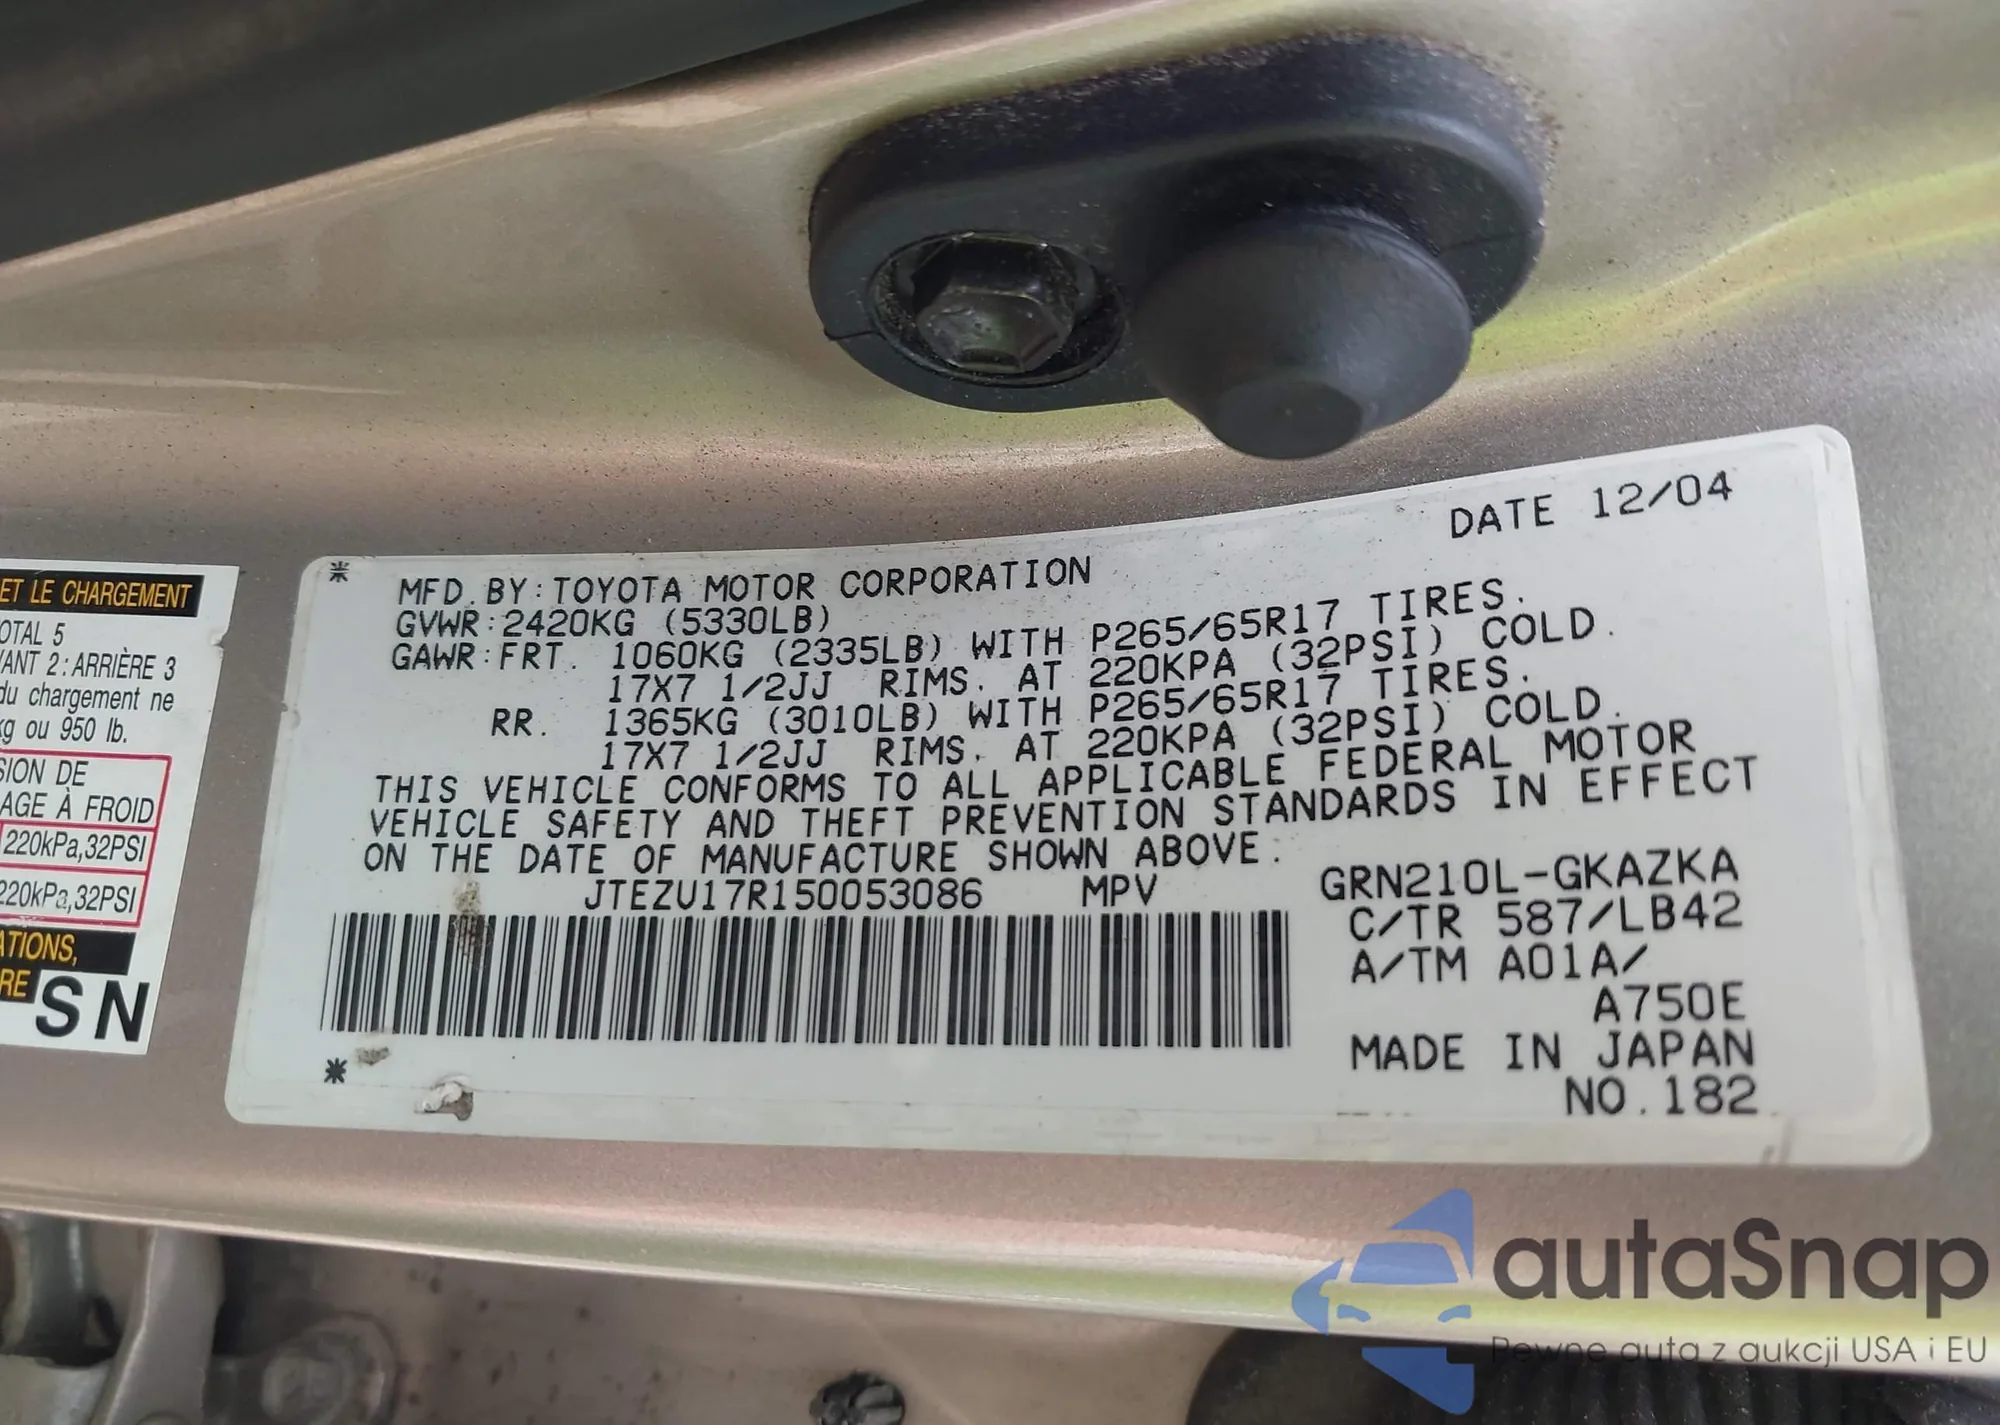 ET LE CHARGEMENT
OTAL 5
VANT 2:ARRIÈRE 3
du chargement ne
kg ou 950 lb.
SION DE
AGE À FROID
220kPa,32PSI
220kPa,32PSI
ATIONS,
RE
SN
DATE 12/04
MFD.BY:TOYOTA MOTOR CORPORATION
GVWR:2420KG (5330LB)
GAWR:FRT. 1060KG (2335LB) WITH P265/65R17 TIRES.
17X7 1/2JJ RIMS. AT 220KPA (32PSI) COLD.
RR. 1365KG (3010LB) WITH P265/65R17 TIRES.
17X7 1/2JJ RIMS. AT 220KPA (32PSI) COLD.
THIS VEHICLE CONFORMS TO ALL APPLICABLE FEDERAL MOTOR
VEHICLE SAFETY AND THEFT PREVENTION STANDARDS IN EFFECT
ON THE DATE OF MANUFACTURE SHOWN ABOVE.
JTEZU17R150053086 MPV
GRN210L-GKAZKA
C/TR 587/LB42
A/TM A01A/
A750E
MADE IN JAPAN
NO.182
autaSnap
Pewne auta z aukcji USA i EU